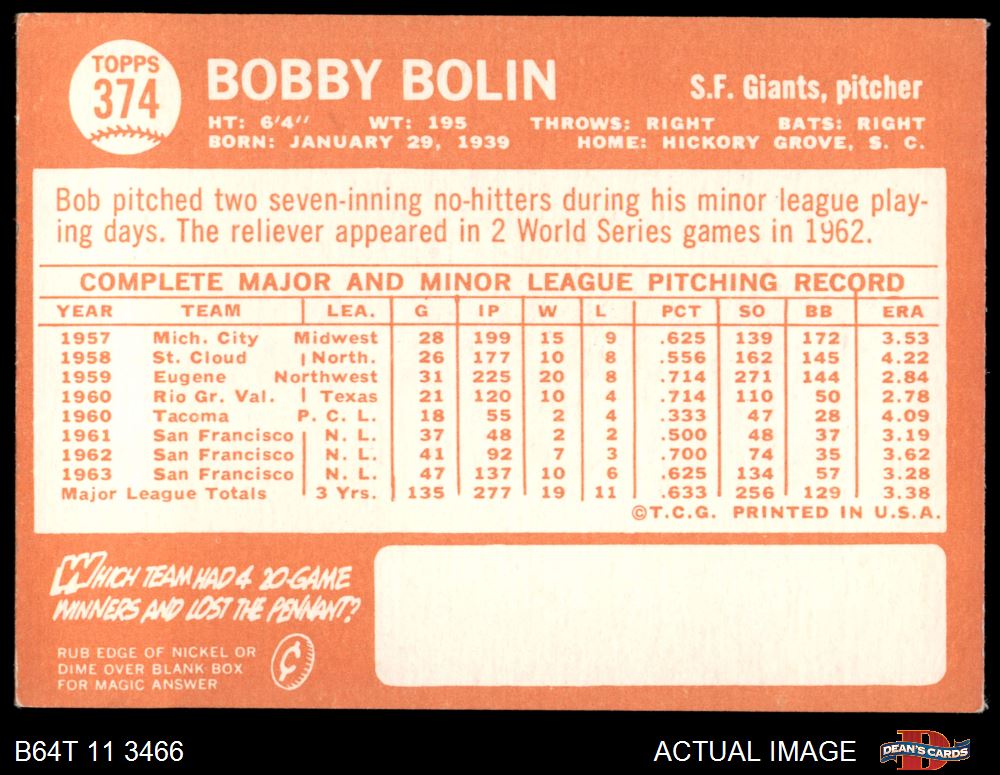 TOPPS
374
BOBBY BOLIN
S.F. Giants, pitcher
HT: 6'4" WT: 195 THROWS: RIGHT BATS: RIGHT
BORN: JANUARY 29, 1939 HOME: HICKORY GROVE, S. C.
Bob pitched two seven-inning no-hitters during his minor league play-
ing days. The reliever appeared in 2 World Series games in 1962.
COMPLETE MAJOR AND MINOR LEAGUE PITCHING RECORD
YEAR TEAM LEA. G IP W L PCT SO BB ERA
1957 Mich. City Midwest 28 199 15 9 .625 139 172 3.53
1958 St. Cloud North. 26 177 10 8 .556 162 145 4.22
1959 Eugene Northwest 31 225 20 8 .714 271 144 2.84
1960 Rio Gr. Val. Texas 21 120 10 4 .714 110 50 2.78
1960 Tacoma P. C. L. 18 55 2 4 .333 47 28 4.09
1961 San Francisco N. L. 37 48 2 2 .500 48 37 3.19
1962 San Francisco N. L. 41 92 7 3 .700 74 35 3.62
1963 San Francisco N. L. 47 137 10 6 .625 134 57 3.28
Major League Totals 3 Yrs. 135 277 19 11 .633 256 129 3.38
©T.C.G. PRINTED IN U.S.A.
WHICH TEAM HAD 4 20-GAME
WINNERS AND LOST THE PENNANT?
RUB EDGE OF NICKEL OR
DIME OVER BLANK BOX
FOR MAGIC ANSWER
¢
B64T 11 3466
ACTUAL IMAGE
D
DEAN'S CARDS